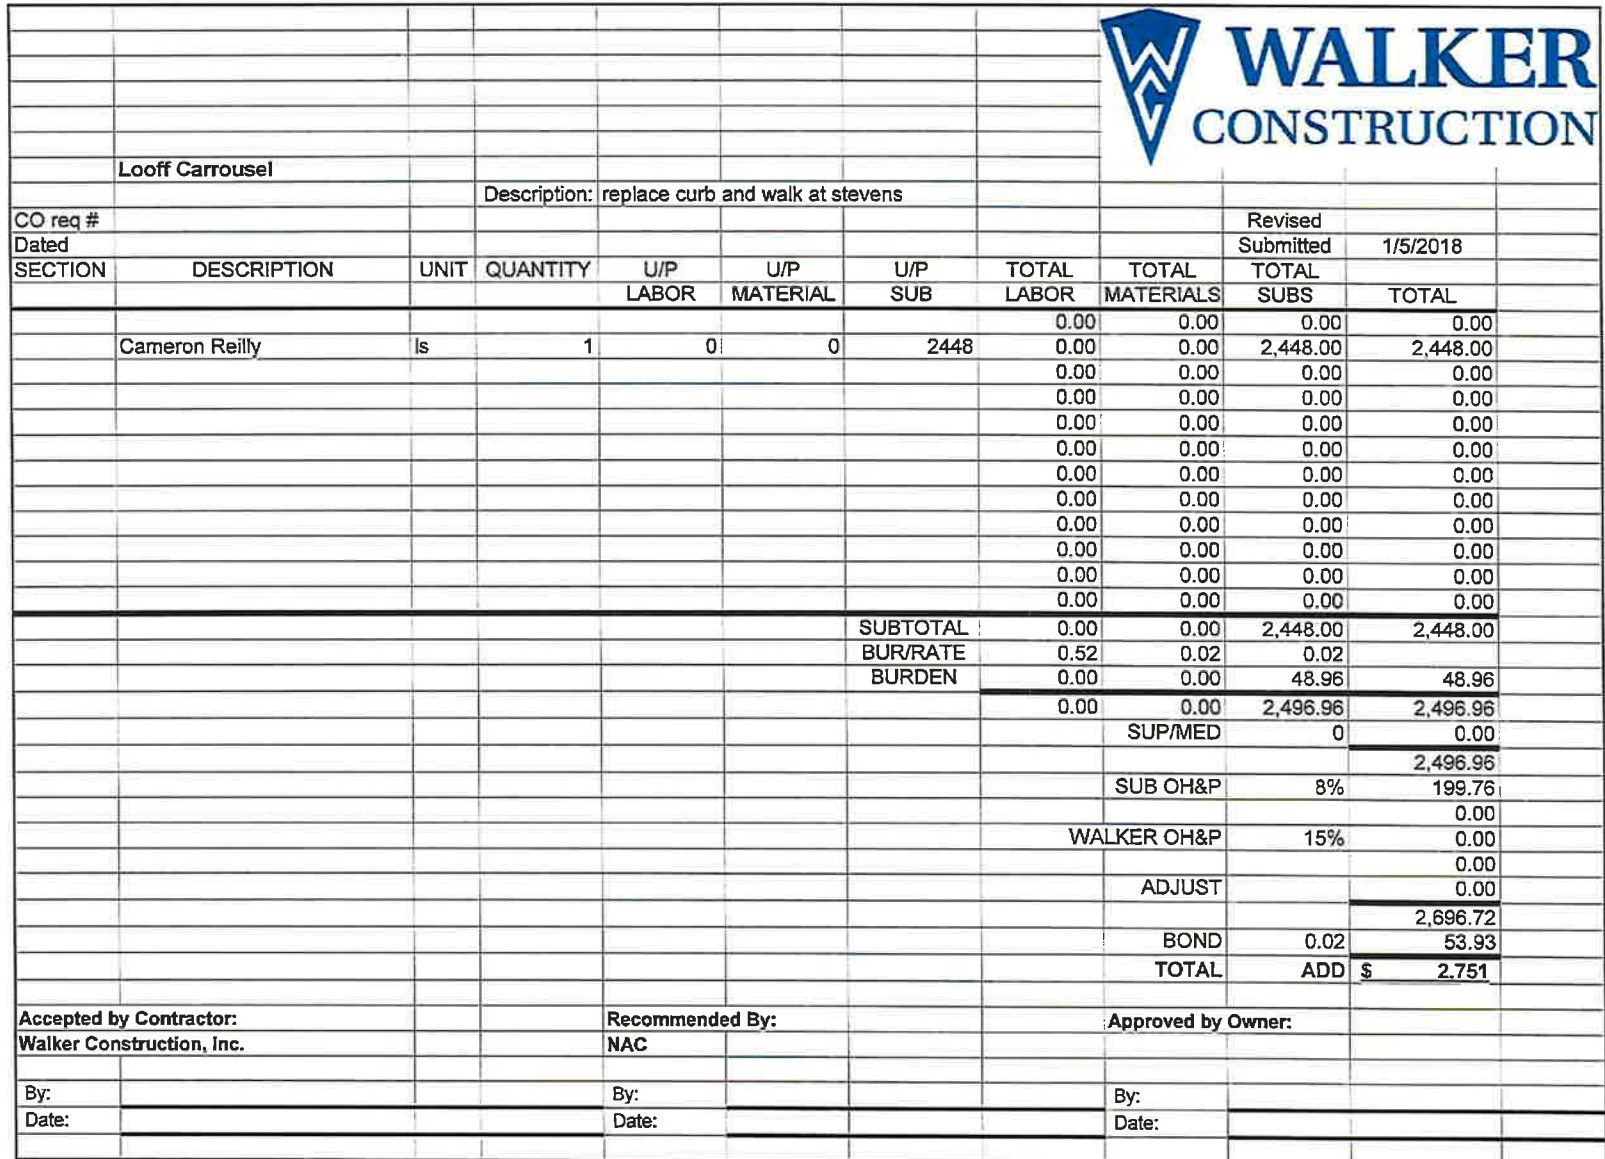 WALKER
CONSTRUCTION
Looff Carrousel
Description: replace curb and walk at stevens
CO req # Revised
Dated Submitted 1/5/2018
SECTION DESCRIPTION UNIT QUANTITY U/P U/P U/P TOTAL TOTAL TOTAL
LABOR MATERIAL SUB LABOR MATERIALS SUBS TOTAL
0.00 0.00 0.00 0.00
Cameron Reilly ls 1 0 0 2448 0.00 0.00 2,448.00 2,448.00
0.00 0.00 0.00 0.00
0.00 0.00 0.00 0.00
0.00 0.00 0.00 0.00
0.00 0.00 0.00 0.00
0.00 0.00 0.00 0.00
0.00 0.00 0.00 0.00
0.00 0.00 0.00 0.00
0.00 0.00 0.00 0.00
0.00 0.00 0.00 0.00
0.00 0.00 0.00 0.00
SUBTOTAL 0.00 0.00 2,448.00 2,448.00
BUR/RATE 0.52 0.02 0.02
BURDEN 0.00 0.00 48.96 48.96
0.00 0.00 2,496.96 2,496.96
SUP/MED 0 0.00
2,496.96
SUB OH&P 8% 199.76
0.00
WALKER OH&P 15% 0.00
0.00
ADJUST 0.00
2,696.72
BOND 0.02 53.93
TOTAL ADD $ 2,751
Accepted by Contractor: Recommended By: Approved by Owner:
Walker Construction, Inc. NAC
By: By: By:
Date: Date: Date: